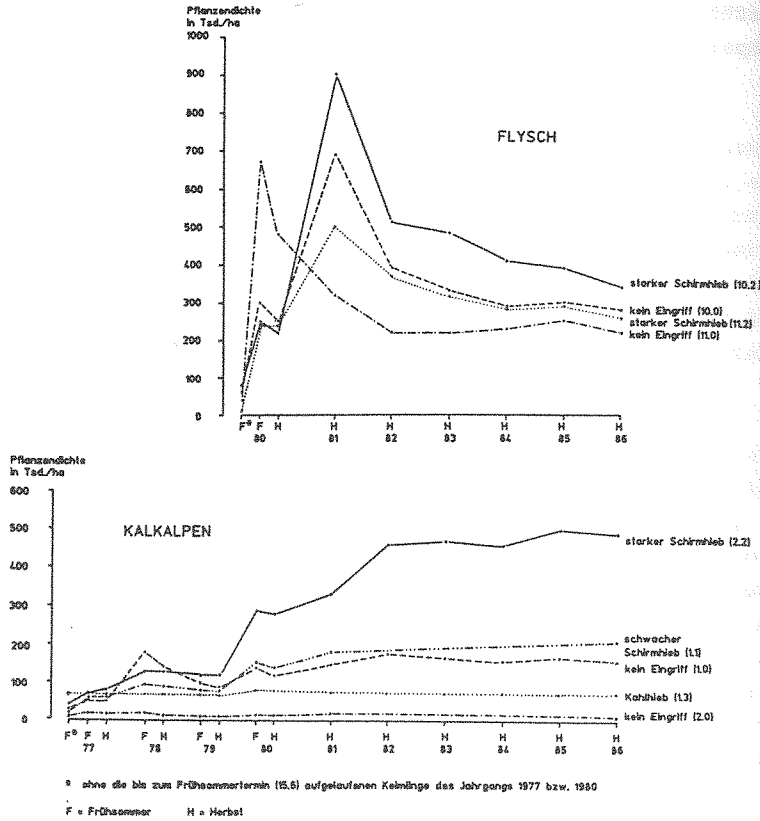 Pflanzendichte
in Tsd./ha
1000
900
800
700
600
500
400
300
200
100
0
FLYSCH
starker Schirmhieb (10.2)
kein Eingriff (10.0)
starker Schirmhieb (11.2)
kein Eingriff (11.0)
F* F H H H H H H H
80 81 82 83 84 85 86
Pflanzendichte
in Tsd./ha
600
500
400
300
200
100
0
KALKALPEN
starker Schirmhieb (2.2)
schwacher
Schirmhieb (1.1)
kein Eingriff (1.0)
Kahlhieb (1.3)
kein Eingriff (2.0)
F* F H F H F H F H H H H H H H
77 78 79 80 81 82 83 84 85 86
* ohne die bis zum Frühsommertermin (15.6) aufgelaufenen Keimlinge des Jahrgangs 1977 bzw. 1980
F = Frühsommer H = Herbst